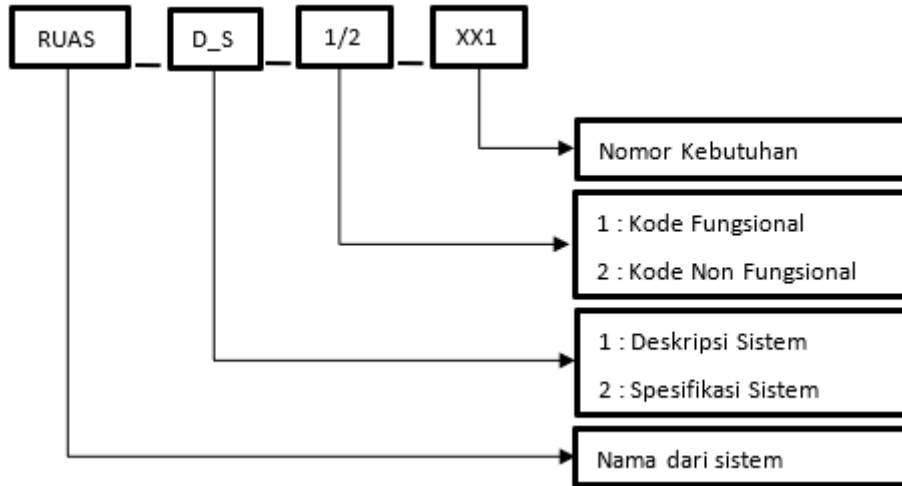 RUAS _ D_S _ 1/2 _ XX1
Nomor Kebutuhan
1 : Kode Fungsional
2 : Kode Non Fungsional
1 : Deskripsi Sistem
2 : Spesifikasi Sistem
Nama dari sistem